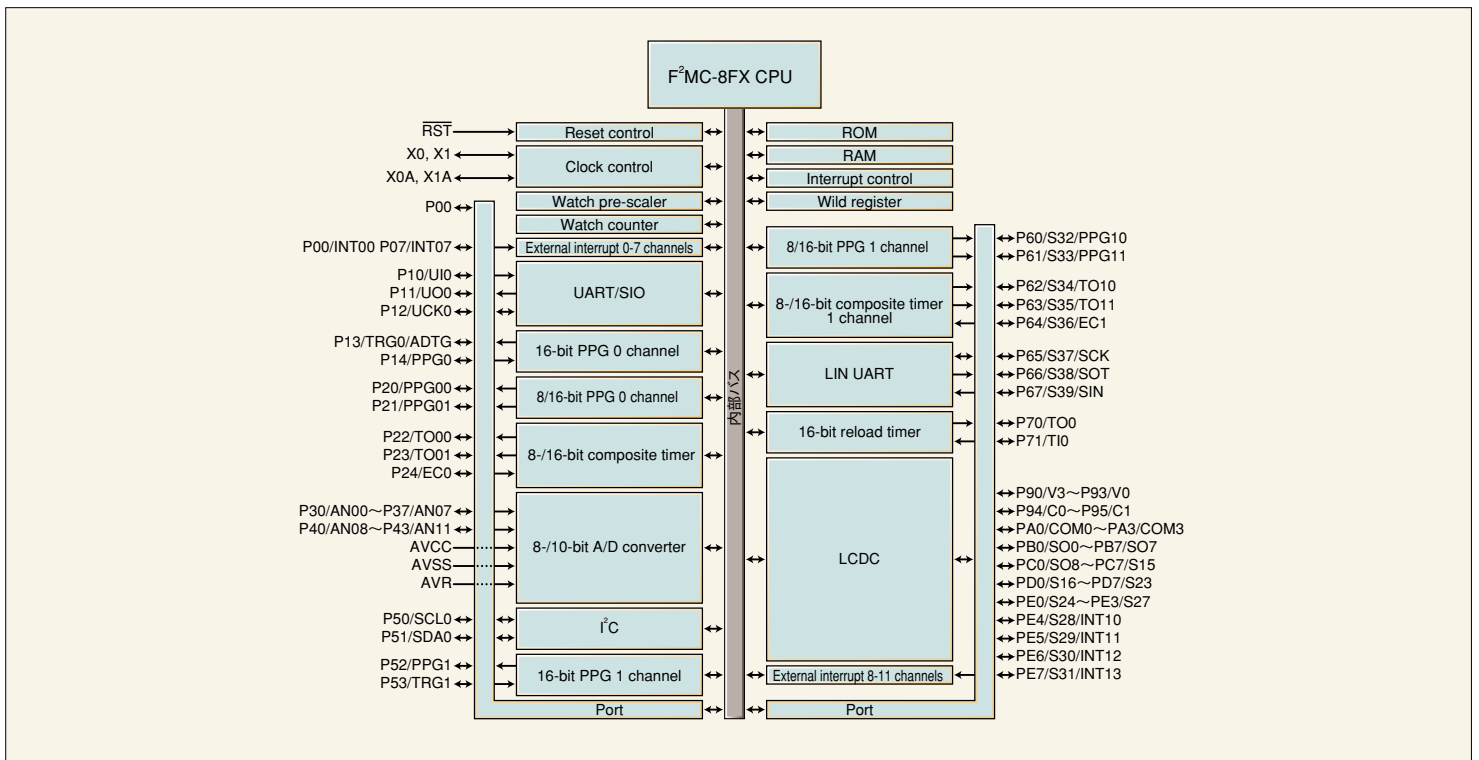 F²MC-8FX CPU
RST
X0, X1
X0A, X1A
P00
P00/INT00 P07/INT07
P10/UI0
P11/UO0
P12/UCK0
P13/TRG0/ADTG
P14/PPG0
P20/PPG00
P21/PPG01
P22/TO00
P23/TO01
P24/EC0
P30/AN00～P37/AN07
P40/AN08～P43/AN11
AVCC
AVSS
AVR
P50/SCL0
P51/SDA0
P52/PPG1
P53/TRG1
Reset control
Clock control
Watch pre-scaler
Watch counter
External interrupt 0-7 channels
UART/SIO
16-bit PPG 0 channel
8/16-bit PPG 0 channel
8-/16-bit composite timer
8-/10-bit A/D converter
I²C
16-bit PPG 1 channel
Port
内部バス
ROM
RAM
Interrupt control
Wild register
8/16-bit PPG 1 channel
8-/16-bit composite timer
1 channel
LIN UART
16-bit reload timer
LCDC
External interrupt 8-11 channels
Port
P60/S32/PPG10
P61/S33/PPG11
P62/S34/TO10
P63/S35/TO11
P64/S36/EC1
P65/S37/SCK
P66/S38/SOT
P67/S39/SIN
P70/TO0
P71/TI0
P90/V3～P93/V0
P94/C0～P95/C1
PA0/COM0～PA3/COM3
PB0/SO0～PB7/SO7
PC0/SO8～PC7/S15
PD0/S16～PD7/S23
PE0/S24～PE3/S27
PE4/S28/INT10
PE5/S29/INT11
PE6/S30/INT12
PE7/S31/INT13